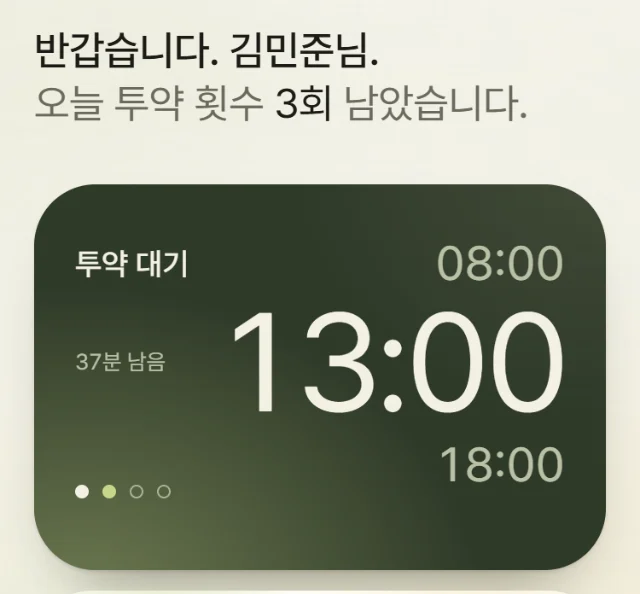 반갑습니다. 김민준님.
오늘 투약 횟수 3회 남았습니다.
투약 대기
08:00
37분 남음
13:00
18:00